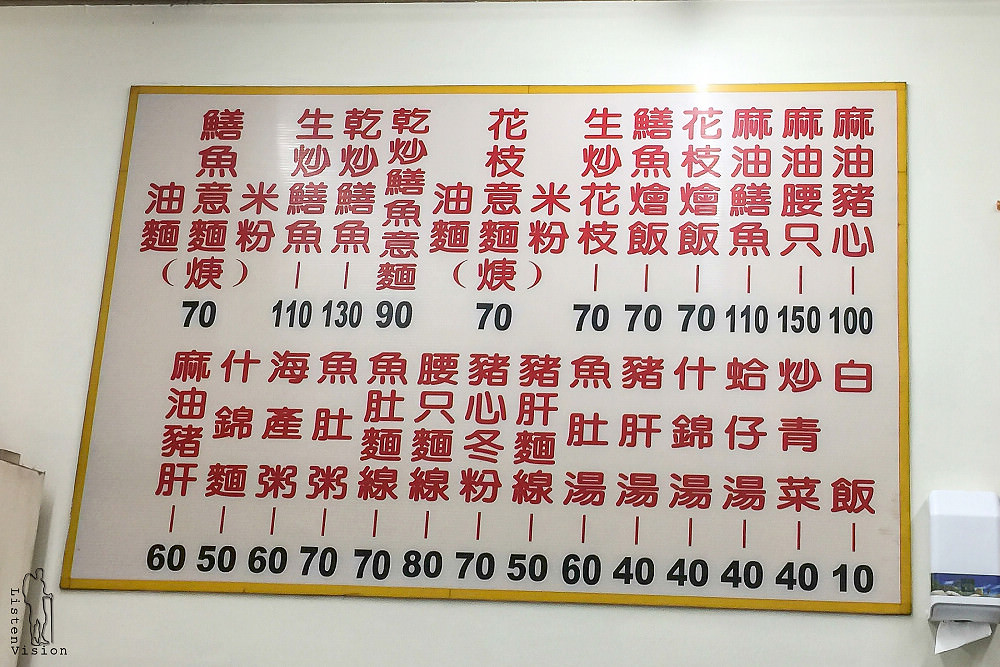 鱔魚 油麵 意麵 米粉 (焿) 70
生炒鱔魚 110
乾炒鱔魚 130
乾炒鱔魚意麵 90
花枝 油麵 意麵 米粉 (焿) 70
生炒花枝 70
鱔魚燴飯 70
花枝燴飯 70
麻油鱔魚 110
麻油腰只 150
麻油豬心 100
麻油豬肝 60
什錦麵 50
海產粥 60
魚肚粥 70
魚肚麵線 70
腰只麵線 80
豬心冬粉 70
豬肝麵線 50
魚肚湯 60
豬肝湯 40
什錦湯 40
蛤仔湯 40
炒青菜 40
白飯 10
Listen
Vision